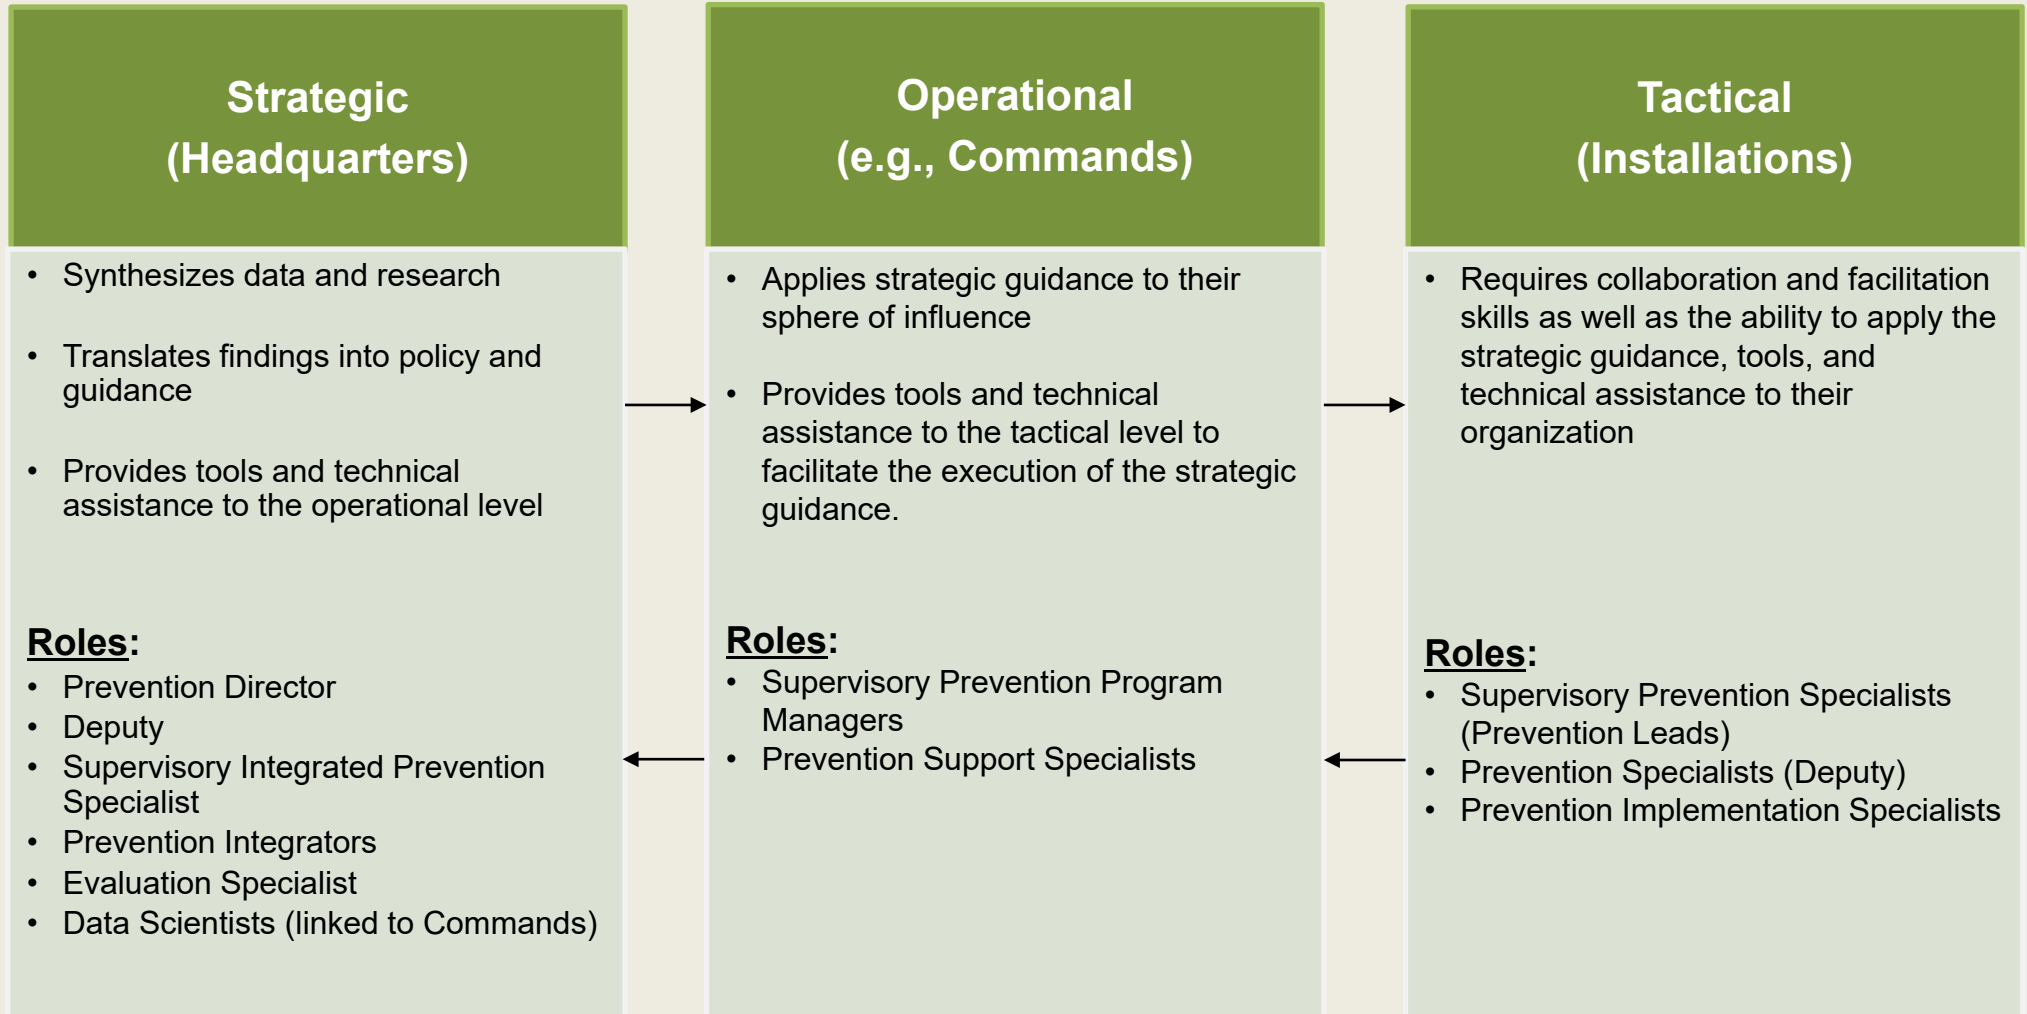 Strategic
(Headquarters)
• Synthesizes data and research
• Translates findings into policy and
guidance
• Provides tools and technical
assistance to the operational level
Roles:
• Prevention Director
• Deputy
• Supervisory Integrated Prevention
Specialist
• Prevention Integrators
• Evaluation Specialist
• Data Scientists (linked to Commands)
Operational
(e.g., Commands)
• Applies strategic guidance to their
sphere of influence
• Provides tools and technical
assistance to the tactical level to
facilitate the execution of the strategic
guidance.
Roles:
• Supervisory Prevention Program
Managers
• Prevention Support Specialists
Tactical
(Installations)
• Requires collaboration and facilitation
skills as well as the ability to apply the
strategic guidance, tools, and
technical assistance to their
organization
Roles:
• Supervisory Prevention Specialists
(Prevention Leads)
• Prevention Specialists (Deputy)
• Prevention Implementation Specialists